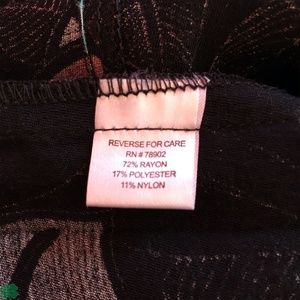 REVERSE FOR CARE
RN # 78902
72% RAYON
17% POLYESTER
11% NYLON